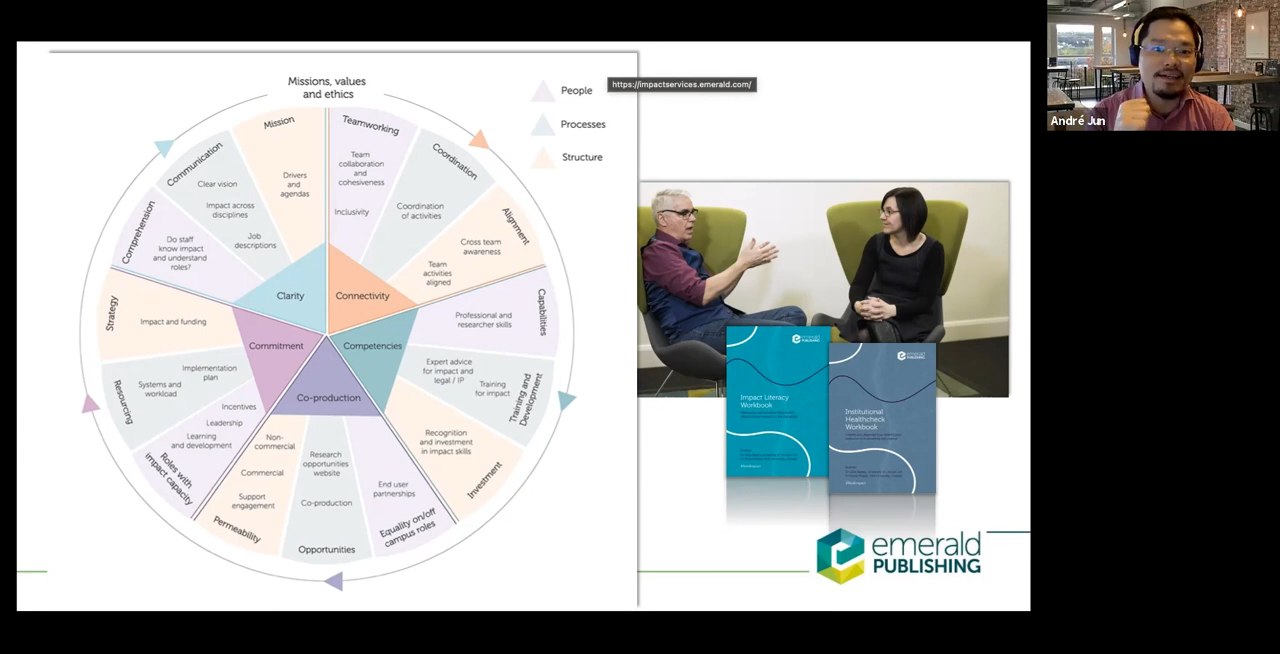 Missions, values
and ethics
People
Processes
Structure
https://impactservices.emerald.com/
André Jun
Mission
Drivers
and
agendas
Communication
Clear vision
Impact across
disciplines
Job
descriptions
Comprehension
Do staff
know impact
and understand
roles?
Clarity
Teamworking
Team
collaboration
and
cohesiveness
Inclusivity
Coordination
Coordination
of activities
Alignment
Cross team
awareness
Team
activities
aligned
Connectivity
Capabilities
Professional and
researcher skills
Training and
Development
Expert advice
for impact and
legal / IP
Training
for impact
Investment
Recognition
and investment
in impact skills
Competencies
Equality on/off
campus roles
End user
partnerships
Opportunities
Research
opportunities
website
Co-production
Permeability
Non-
commercial
Commercial
Support
engagement
Co-production
Roles with
impact capacity
Incentives
Leadership
Learning
and development
Resourcing
Implementation
plan
Systems and
workload
Strategy
Impact and funding
Commitment
emerald
PUBLISHING
Impact Literacy
Workbook
emerald
PUBLISHING
Institutional
Healthcheck
Workbook
emerald
PUBLISHING